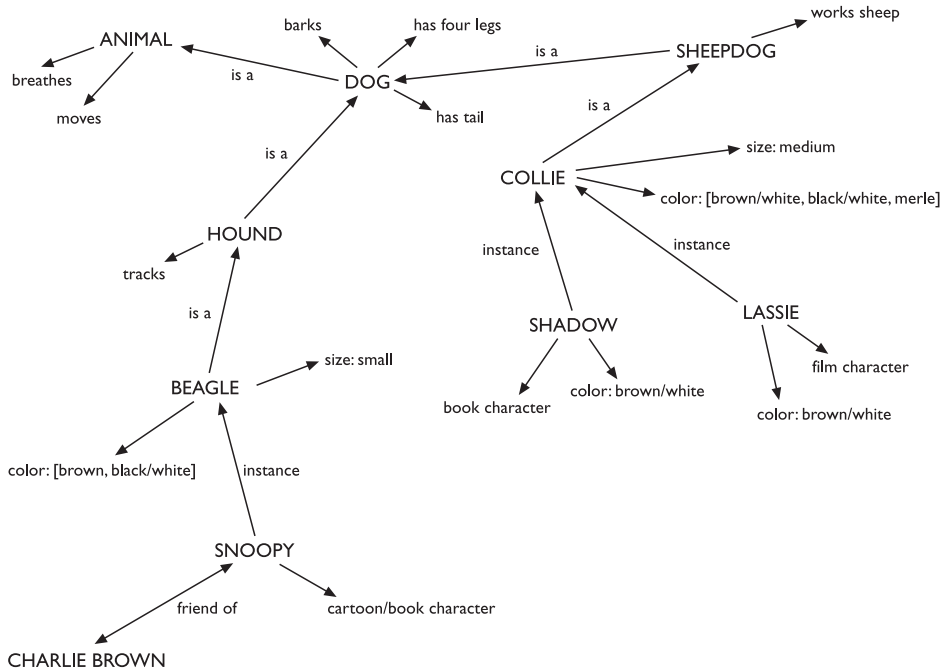 works sheep
barks
has four legs
ANIMAL
is a
SHEEPDOG
breathes
is a
DOG
moves
has tail
is a
is a
size: medium
COLLIE
color: [brown/white, black/white, merle]
HOUND
instance
instance
tracks
is a
LASSIE
SHADOW
size: small
film character
BEAGLE
color: brown/white
book character
color: brown/white
color: [brown, black/white]
instance
SNOOPY
friend of
cartoon/book character
CHARLIE BROWN